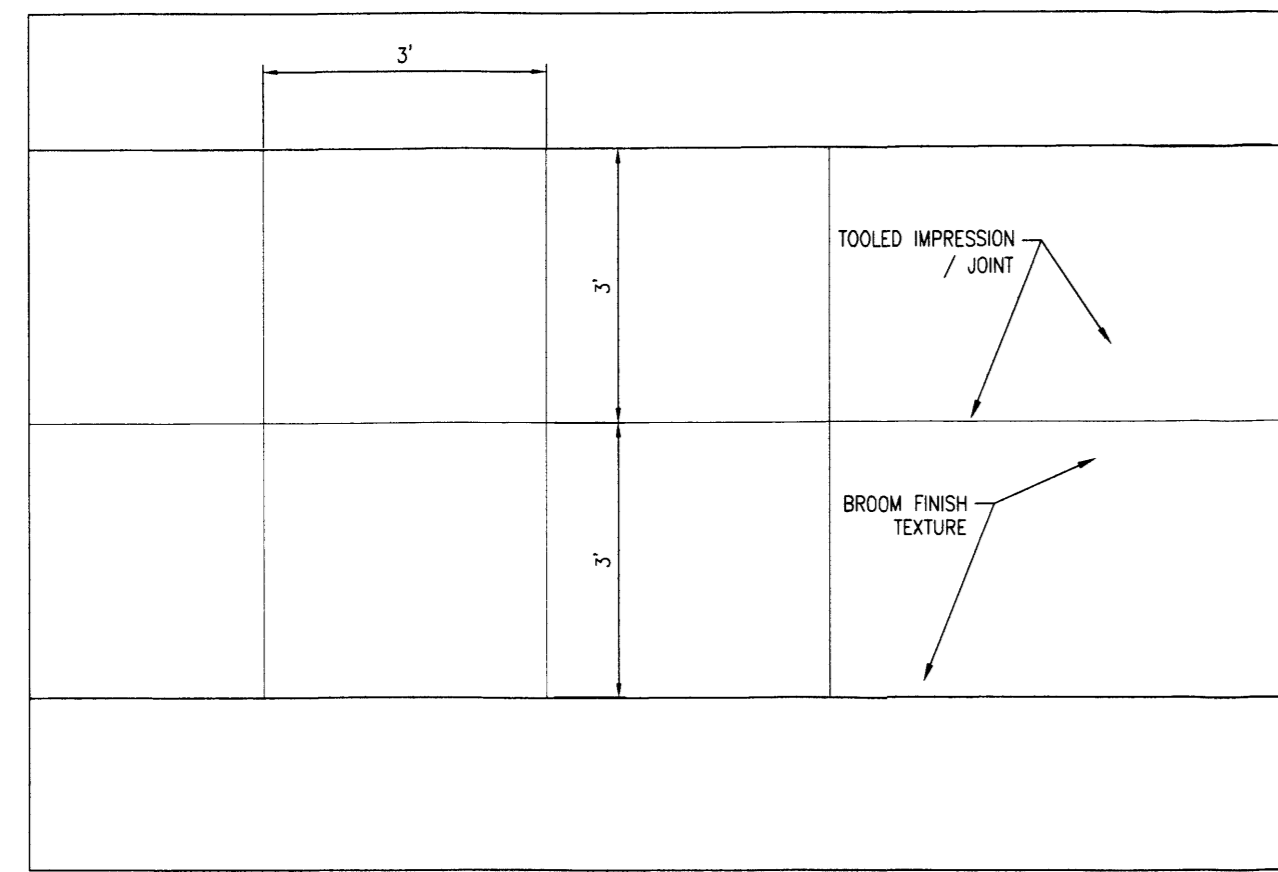 3'
3'
TOOLED IMPRESSION
/ JOINT
3'
BROOM FINISH
TEXTURE